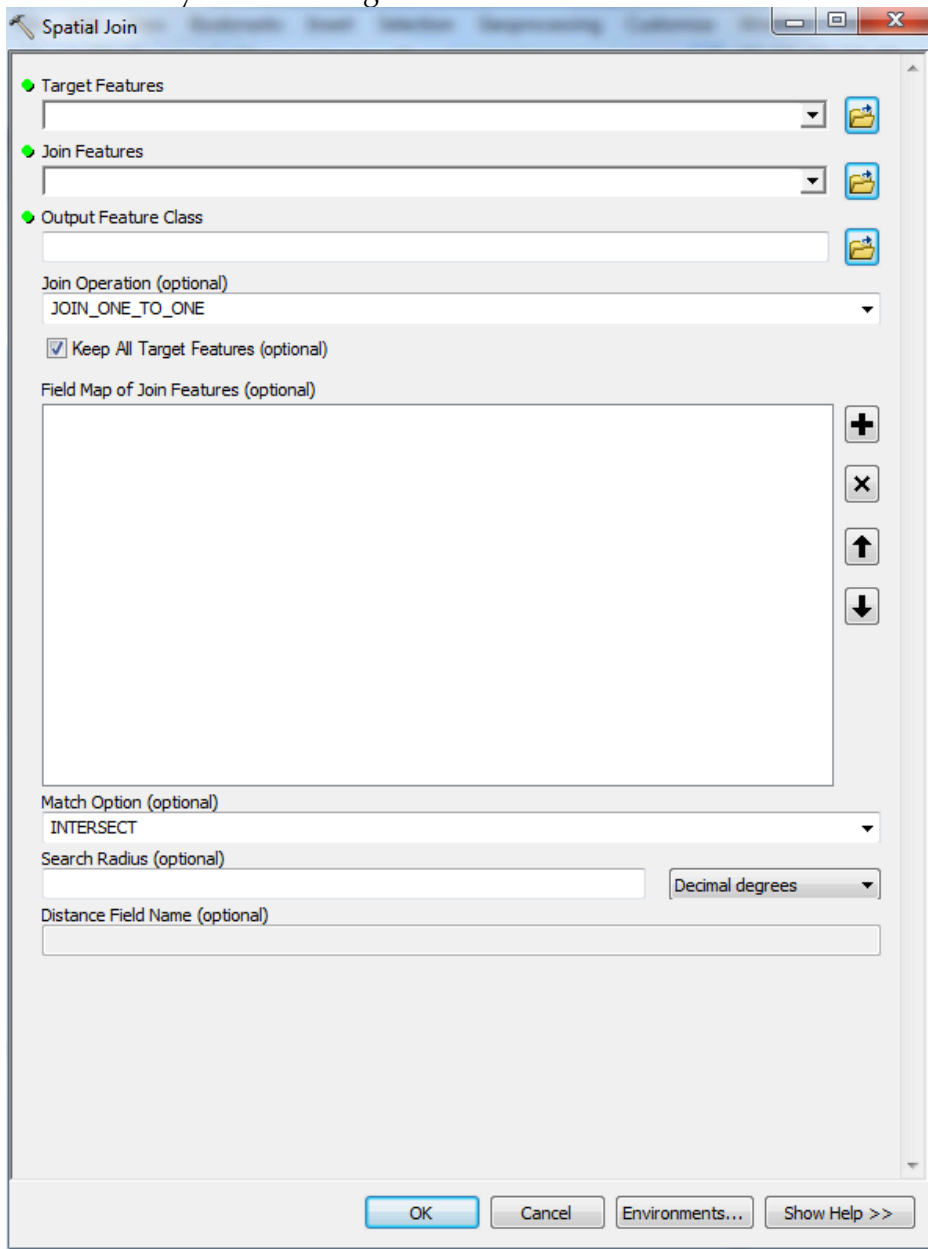 Spatial Join
Target Features
Join Features
Output Feature Class
Join Operation (optional)
JOIN_ONE_TO_ONE
Keep All Target Features (optional)
Field Map of Join Features (optional)
Match Option (optional)
INTERSECT
Search Radius (optional)
Decimal degrees
Distance Field Name (optional)
OK Cancel Environments... Show Help >>